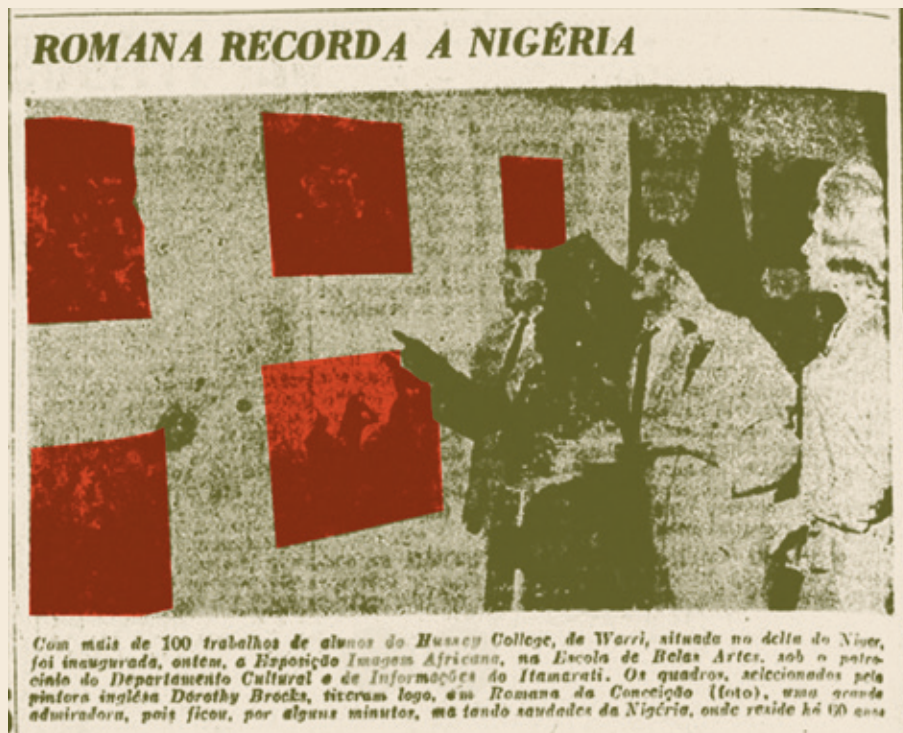 ROMANA RECORDA A NIGÉRIA
Com mais de 100 trabalhos de alunos do Hussey College, de Warri, situada no delta do Niger,
foi inaugurada, ontem, a Exposição Imagem Africana, na Escola de Belas Artes, sob o patro-
cínio do Departamento Cultural e de Informações do Itamarati. Os quadros, selecionados pela
pintora inglêsa Dorothy Brocks, tiveram logo, em Romana da Conceição (foto), uma grande
admiradora, pois ficou, por alguns minutos, matando saudades da Nigéria, onde reside há 60 anos